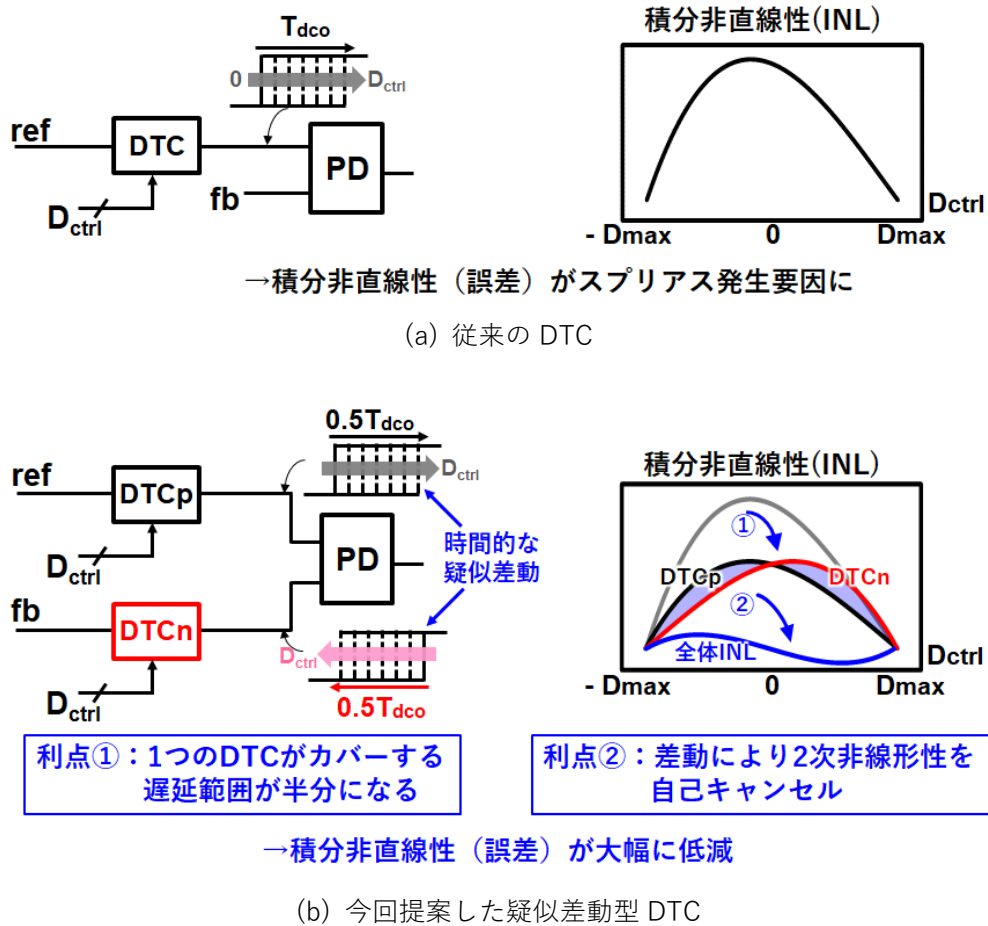 積分非直線性(INL)
Tdco
0
Dctrl
ref
DTC
PD
fb
Dctrl
Dctrl
- Dmax
0
Dmax
→積分非直線性（誤差）がスプリアス発生要因に
(a) 従来の DTC
0.5Tdco
積分非直線性(INL)
ref
DTCp
Dctrl
①
Dctrl
PD
時間的な
疑似差動
DTCp
DTCn
②
fb
DTCn
Dctrl
全体INL
Dctrl
Dctrl
0.5Tdco
- Dmax
0
Dmax
利点①：1つのDTCがカバーする
遅延範囲が半分になる
利点②：差動により2次非線形性を
自己キャンセル
→積分非直線性（誤差）が大幅に低減
(b) 今回提案した疑似差動型 DTC